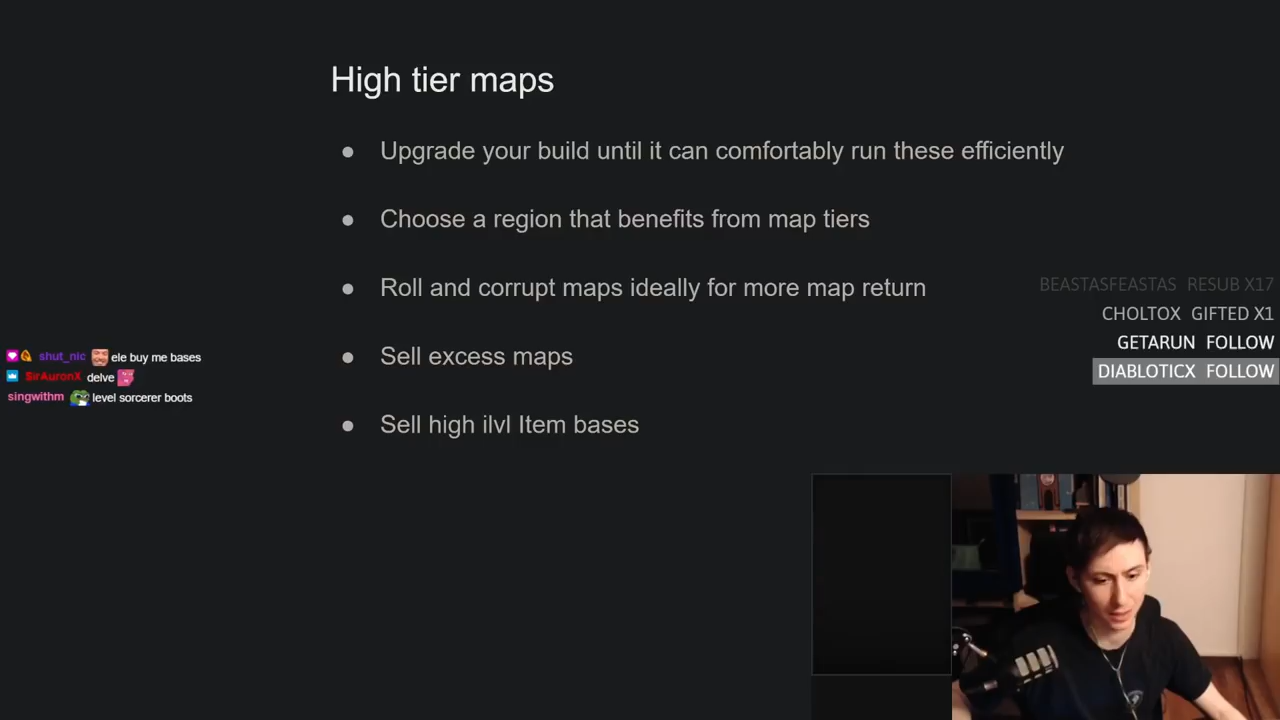 High tier maps
● Upgrade your build until it can comfortably run these efficiently
● Choose a region that benefits from map tiers
● Roll and corrupt maps ideally for more map return
● Sell excess maps
● Sell high ilvl Item bases
BEASTASFEASTAS RESUB X17
CHOLTOX GIFTED X1
GETARUN FOLLOW
DIABLOTICX FOLLOW
shut_nic ele buy me bases
SirAuronX delve
singwithm level sorcerer boots